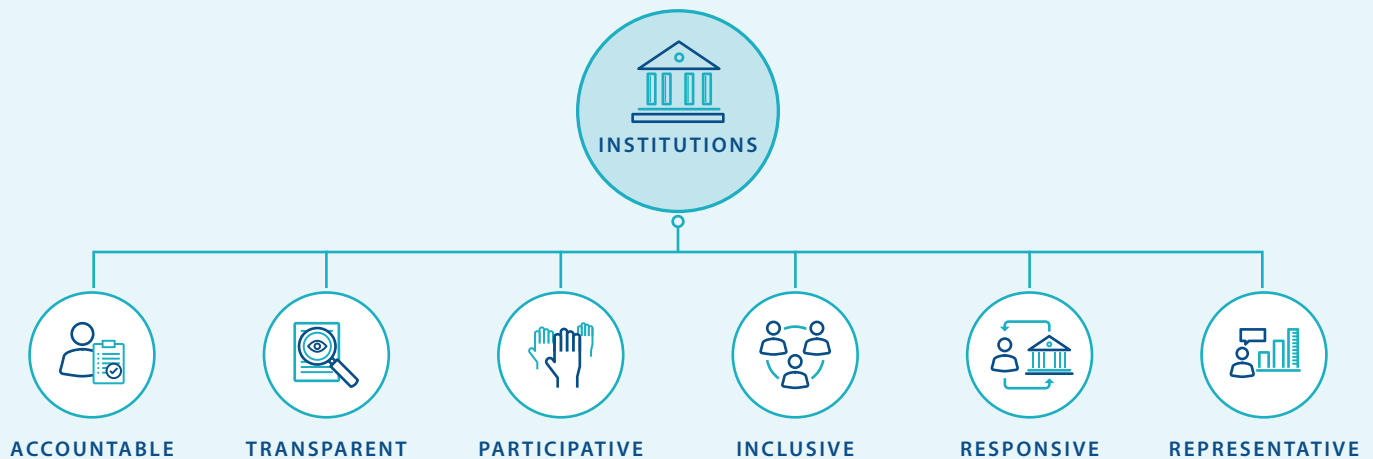 INSTITUTIONS
ACCOUNTABLE
TRANSPARENT
PARTICIPATIVE
INCLUSIVE
RESPONSIVE
REPRESENTATIVE